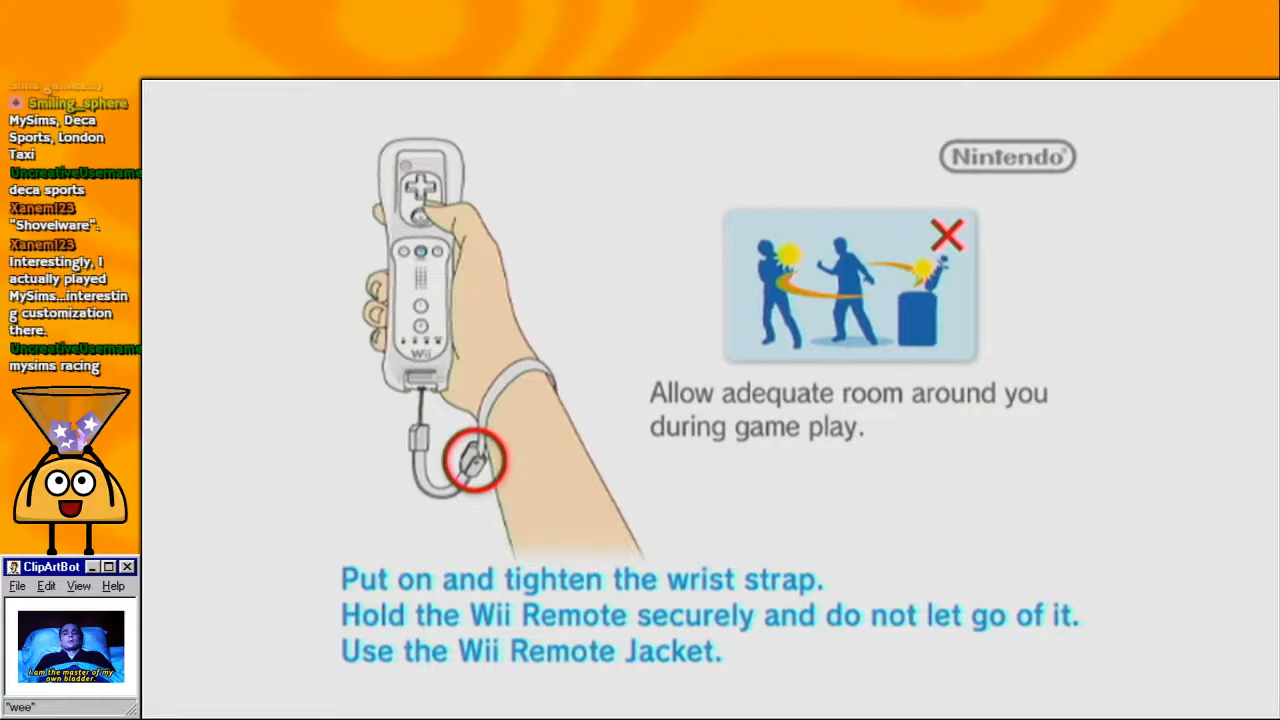 Smiling_sphere
MySims, Deca
Sports, London
Taxi
UncreativeUsername
deca sports
Xanem123
"Shovelware".
Xanem123
Interestingly, I
actually played
MySims...interestin
g customization
there.
UncreativeUsername
mysims racing
ClipArtBot
File Edit View Help
I am the master of my
own bladder.
"wee"
Nintendo®
Wii
Allow adequate room around you
during game play.
Put on and tighten the wrist strap.
Hold the Wii Remote securely and do not let go of it.
Use the Wii Remote Jacket.